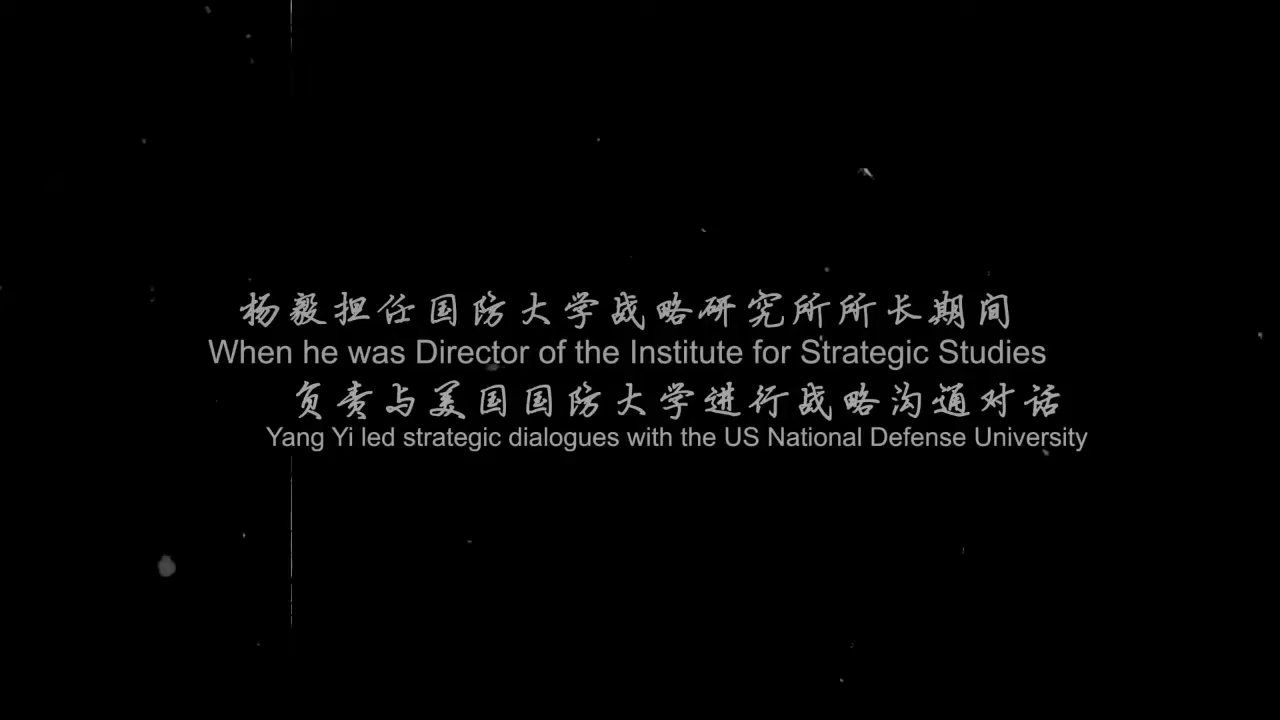 杨毅担任国防大学战略研究所所长期间
When he was Director of the Institute for Strategic Studies
负责与美国国防大学进行战略沟通对话
Yang Yi led strategic dialogues with the US National Defense University